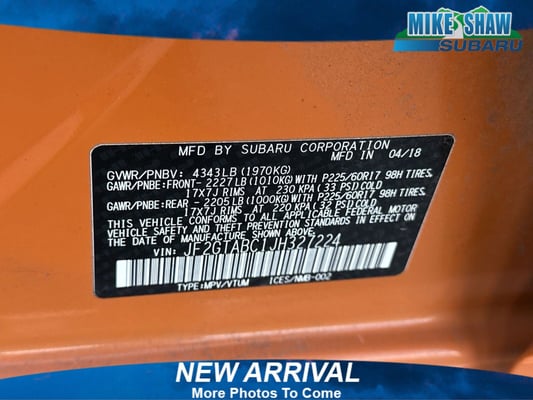 MIKE SHAW
SUBARU
MFD BY SUBARU CORPORATION
MFD IN 04/18
GVWR/PNBV: 4343LB (1970KG)
GAWR/PNBE:FRONT- 2227LB (1010KG)WITH P225/60R17 98H TIRES,
17X7J RIMS AT 230 KPA (33 PSI)COLD
GAWR/PNBE:REAR - 2205LB (1000KG)WITH P225/60R17 98H TIRES,
17X7J RIMS AT 220 KPA (32 PSI)COLD
THIS VEHICLE CONFORMS TO ALL APPLICABLE FEDERAL
MOTOR VEHICLE SAFETY STANDARDS IN EFFECT ON THE
DATE OF MANUFACTURE SHOWN ABOVE.
VIN: JF2GTABC1JH327224
TYPE:MPV/VTUM ICES/NMB-002
NEW ARRIVAL
More Photos To Come